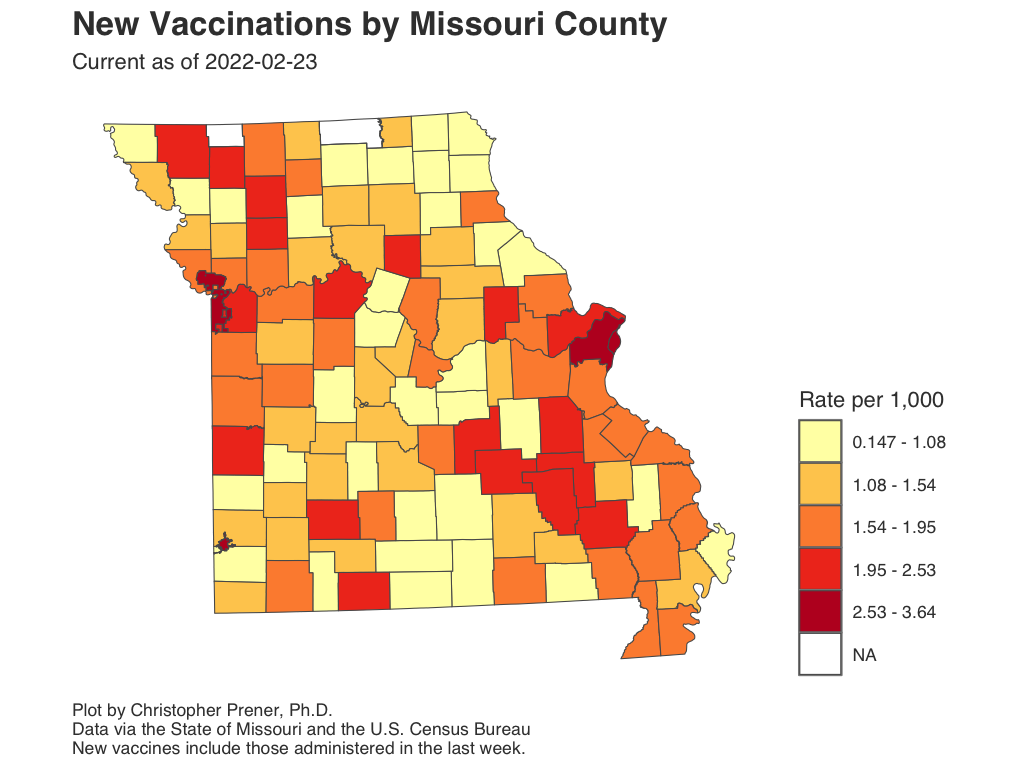 New Vaccinations by Missouri County
Current as of 2022-02-23
Rate per 1,000
0.147 - 1.08
1.08 - 1.54
1.54 - 1.95
1.95 - 2.53
2.53 - 3.64
NA
Plot by Christopher Prener, Ph.D.
Data via the State of Missouri and the U.S. Census Bureau
New vaccines include those administered in the last week.